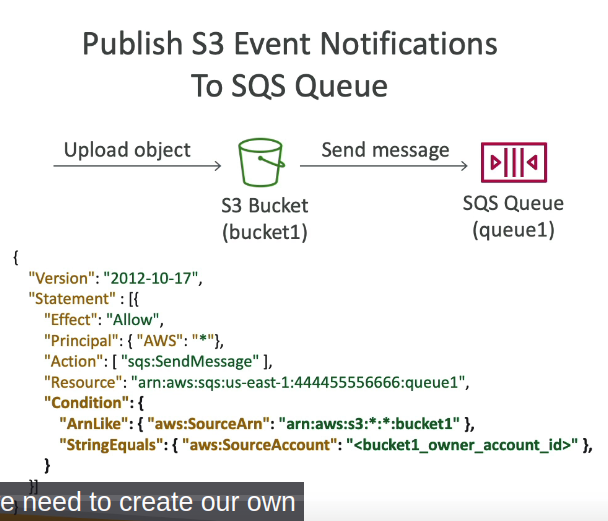 Publish S3 Event Notifications
To SQS Queue
Upload object
Send message
S3 Bucket
(bucket1)
SQS Queue
(queue1)
{
"Version": "2012-10-17",
"Statement" : [{
"Effect": "Allow",
"Principal": { "AWS": "*"},
"Action": [ "sqs:SendMessage" ],
"Resource": "arn:aws:sqs:us-east-1:444455556666:queue1",
"Condition": {
"ArnLike": { "aws:SourceArn": "arn:aws:s3:*:*:bucket1" },
"StringEquals": { "aws:SourceAccount": "<bucket1_owner_account_id>" },
}
}]
}
e need to create our own